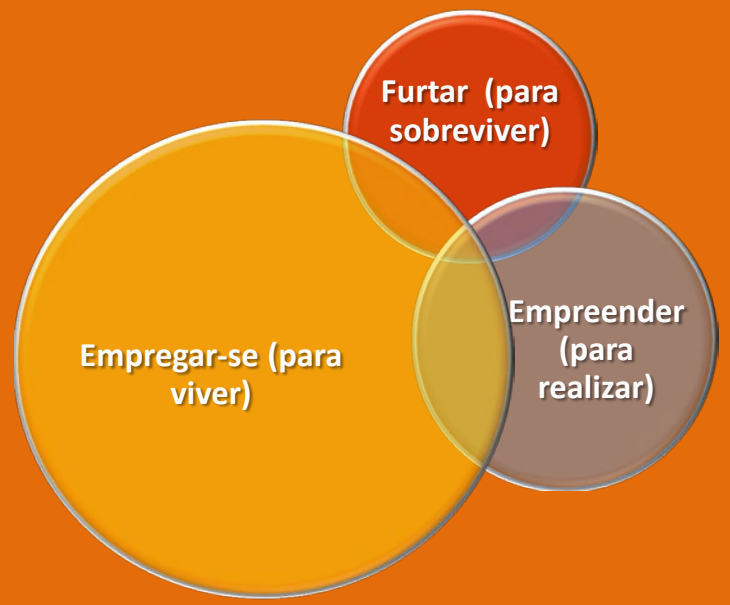 Furtar (para
sobreviver)
Empreender
(para
realizar)
Empregar-se (para
viver)